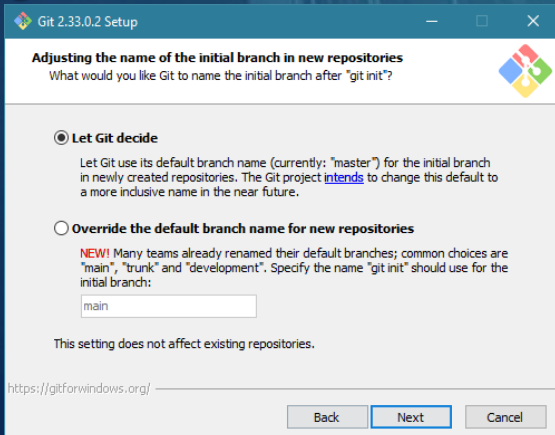 Git 2.33.0.2 Setup
Adjusting the name of the initial branch in new repositories
What would you like Git to name the initial branch after "git init"?
Let Git decide
Let Git use its default branch name (currently: "master") for the initial branch
in newly created repositories. The Git project intends to change this default to
a more inclusive name in the near future.
Override the default branch name for new repositories
NEW! Many teams already renamed their default branches; common choices are
"main", "trunk" and "development". Specify the name "git init" should use for the
initial branch:
main
This setting does not affect existing repositories.
https://gitforwindows.org/
Back Next Cancel